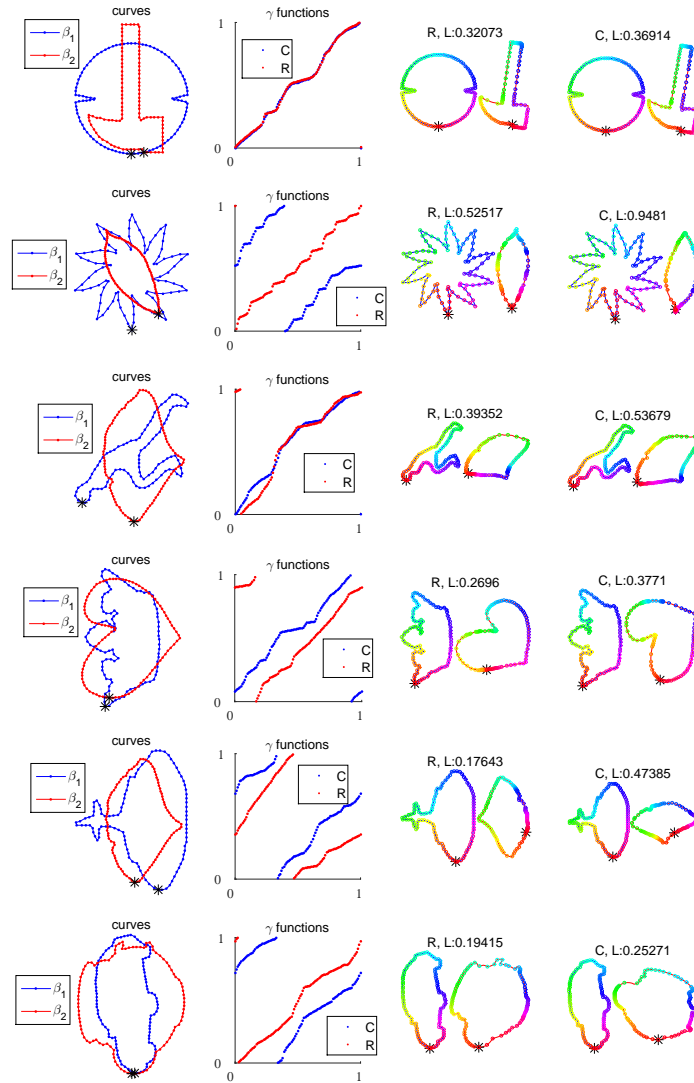 curves
β1
β2
γ functions
C
R
1
0
0
1
R, L:0.32073
C, L:0.36914
curves
β1
β2
γ functions
C
R
1
0
0
1
R, L:0.52517
C, L:0.9481
curves
β1
β2
γ functions
C
R
1
0
0
1
R, L:0.39352
C, L:0.53679
curves
β1
β2
γ functions
C
R
1
0
0
1
R, L:0.2696
C, L:0.3771
curves
β1
β2
γ functions
C
R
1
0
0
1
R, L:0.17643
C, L:0.47385
curves
β1
β2
γ functions
C
R
1
0
0
1
R, L:0.19415
C, L:0.25271